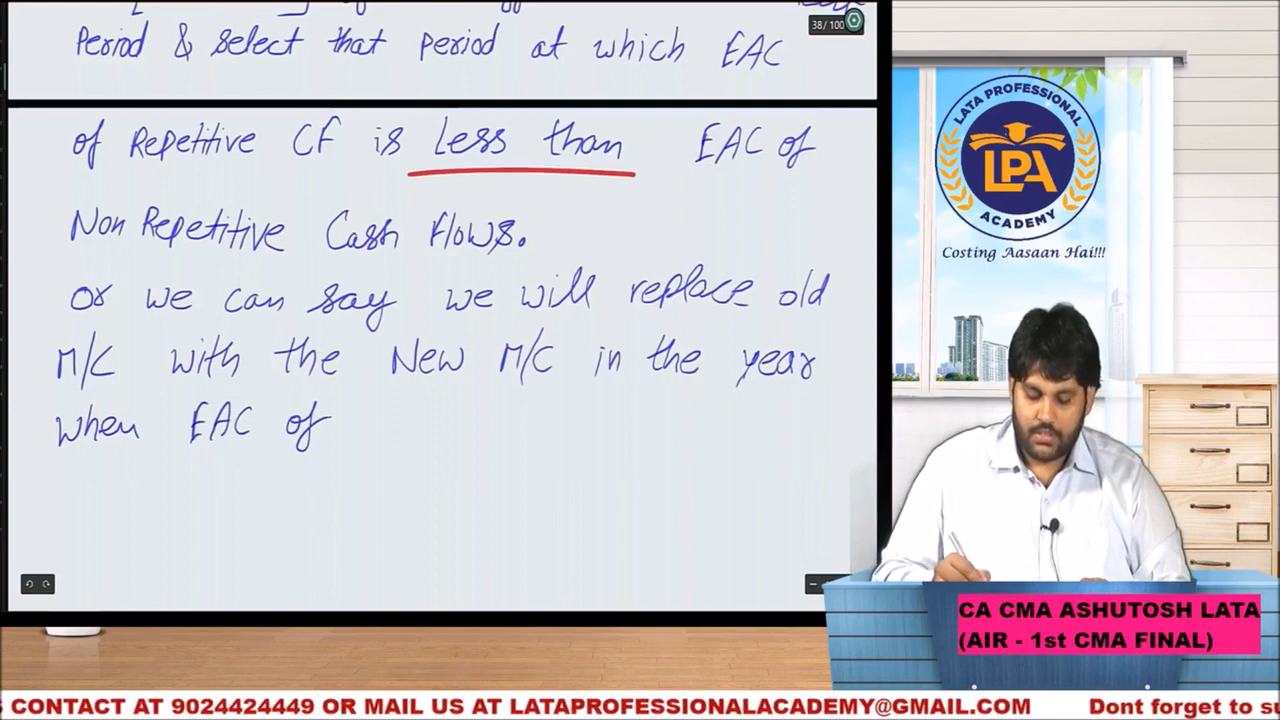 38/100
Period & select that period at which EAC
of Repetitive CF is less than EAC of
Non Repetitive Cash Flows.
or we can say we will replace old
M/C with the New M/C in the year
when EAC of
LATA PROFESSIONAL
LPA
ACADEMY
Costing Aasaan Hai!!!
CA CMA ASHUTOSH LATA
(AIR - 1st CMA FINAL)
CONTACT AT 9024424449 OR MAIL US AT LATAPROFESSIONALACADEMY@GMAIL.COM Dont forget to su